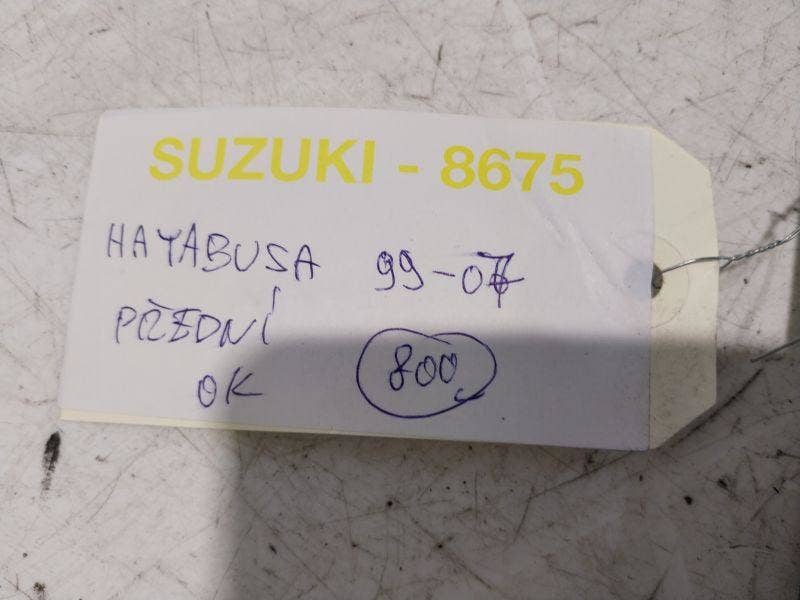 SUZUKI - 8675
HAYABUSA 99-07
PŘEDNÍ
OK 800